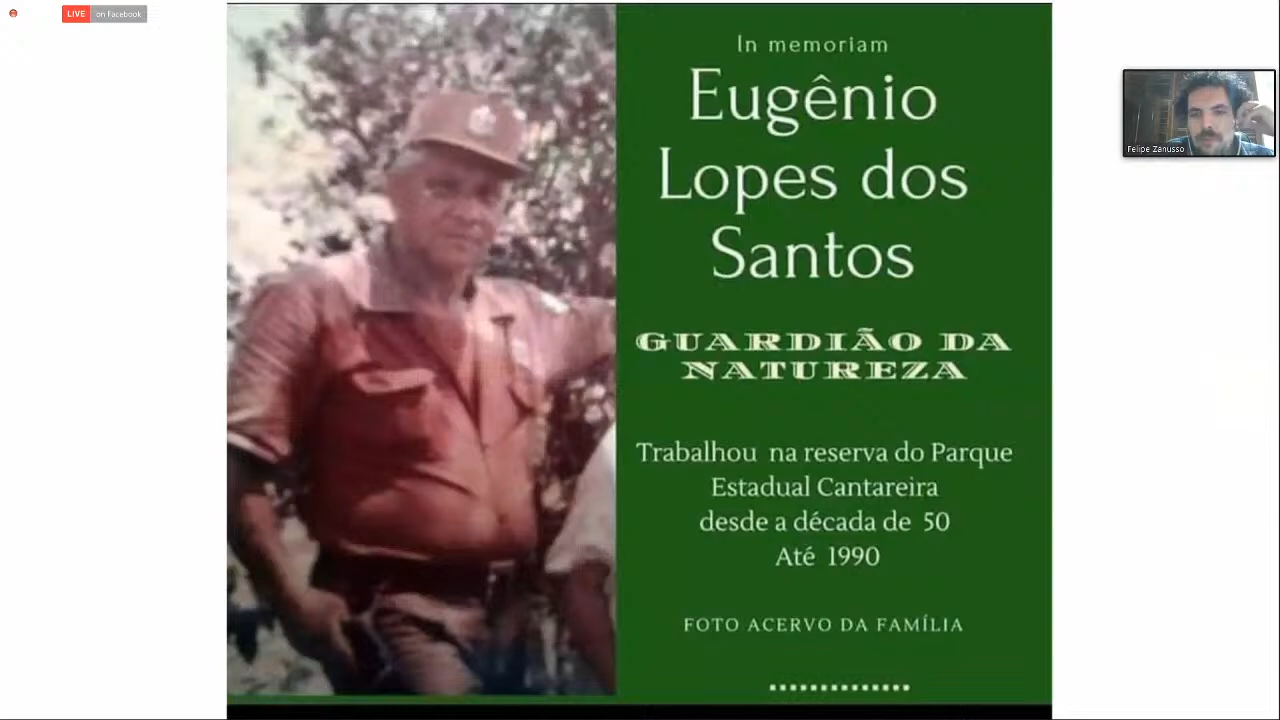 LIVE on Facebook
In memoriam
Eugênio
Lopes dos
Santos
GUARDIÃO DA
NATUREZA
Trabalhou na reserva do Parque
Estadual Cantareira
desde a década de 50
Até 1990
FOTO ACERVO DA FAMÍLIA
Felipe Zanusso